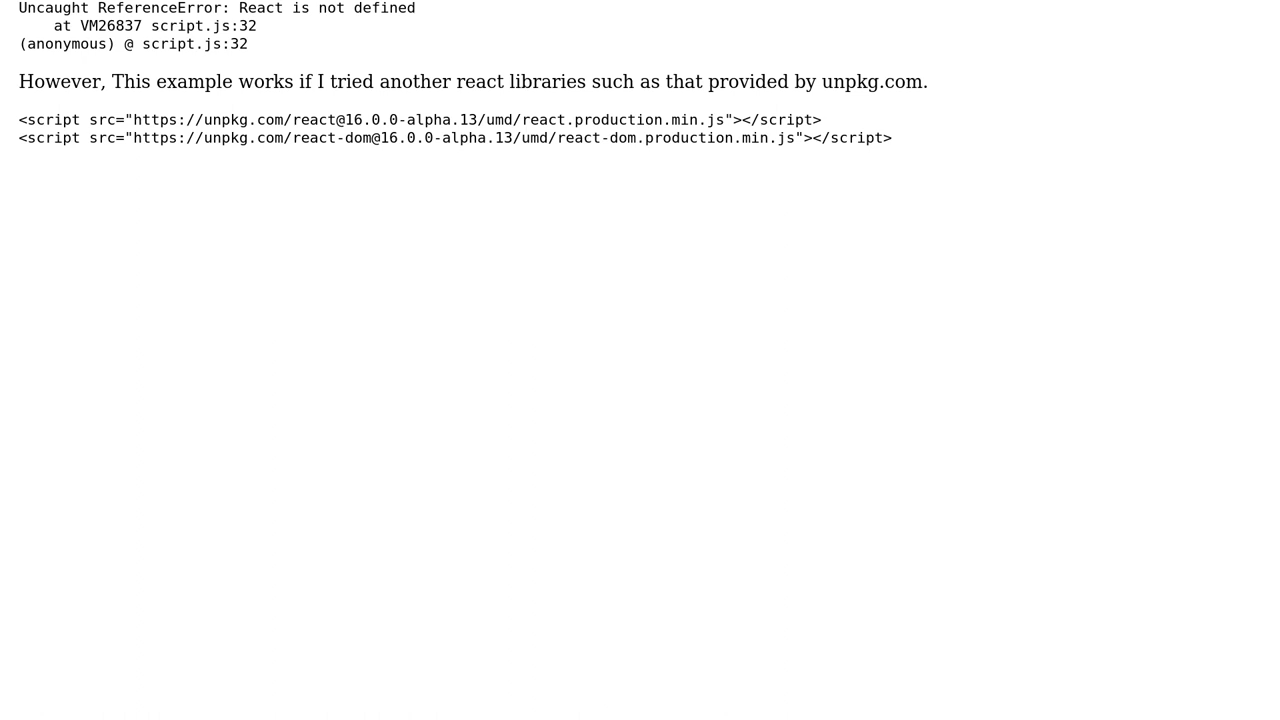 Uncaught ReferenceError: React is not defined
at VM26837 script.js:32
(anonymous) @ script.js:32
However, This example works if I tried another react libraries such as that provided by unpkg.com.
<script src="https://unpkg.com/react@16.0.0-alpha.13/umd/react.production.min.js"></script>
<script src="https://unpkg.com/react-dom@16.0.0-alpha.13/umd/react-dom.production.min.js"></script>